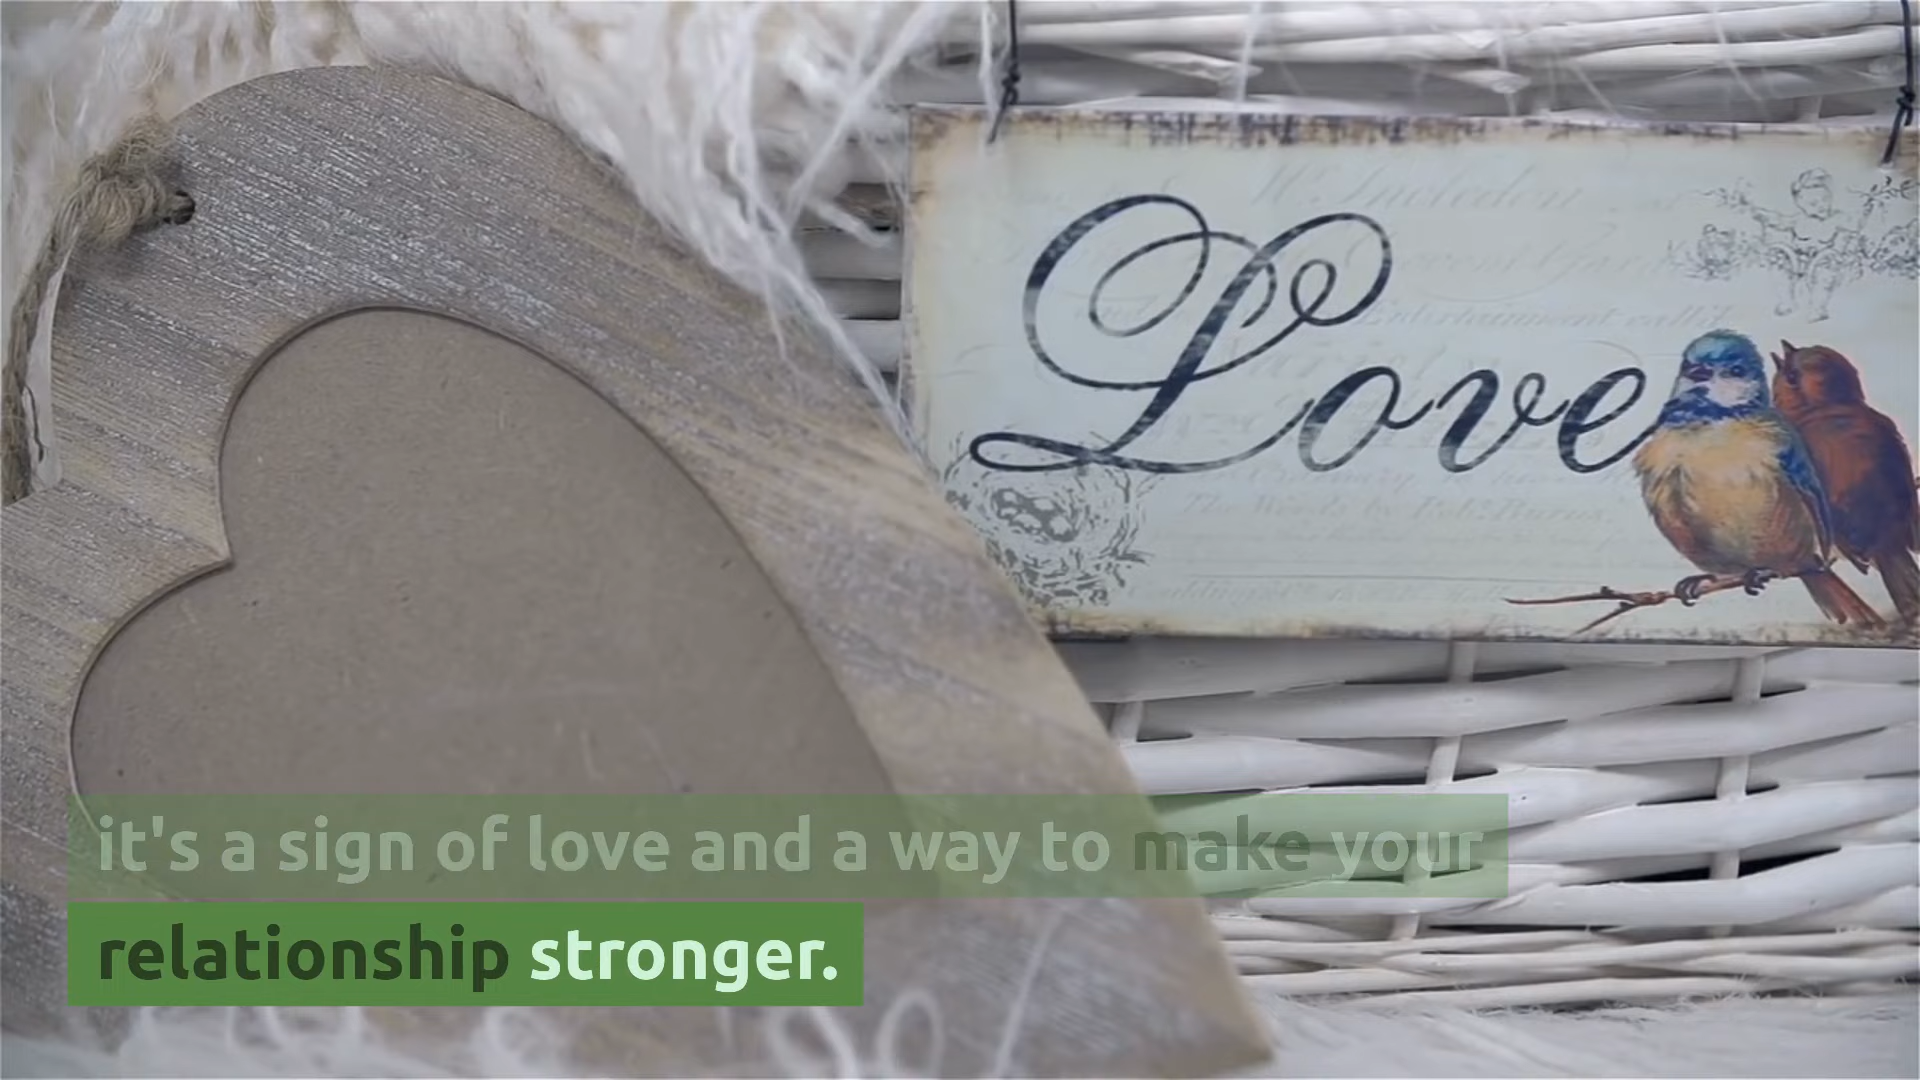 Love
it's a sign of love and a way to make your
relationship stronger.